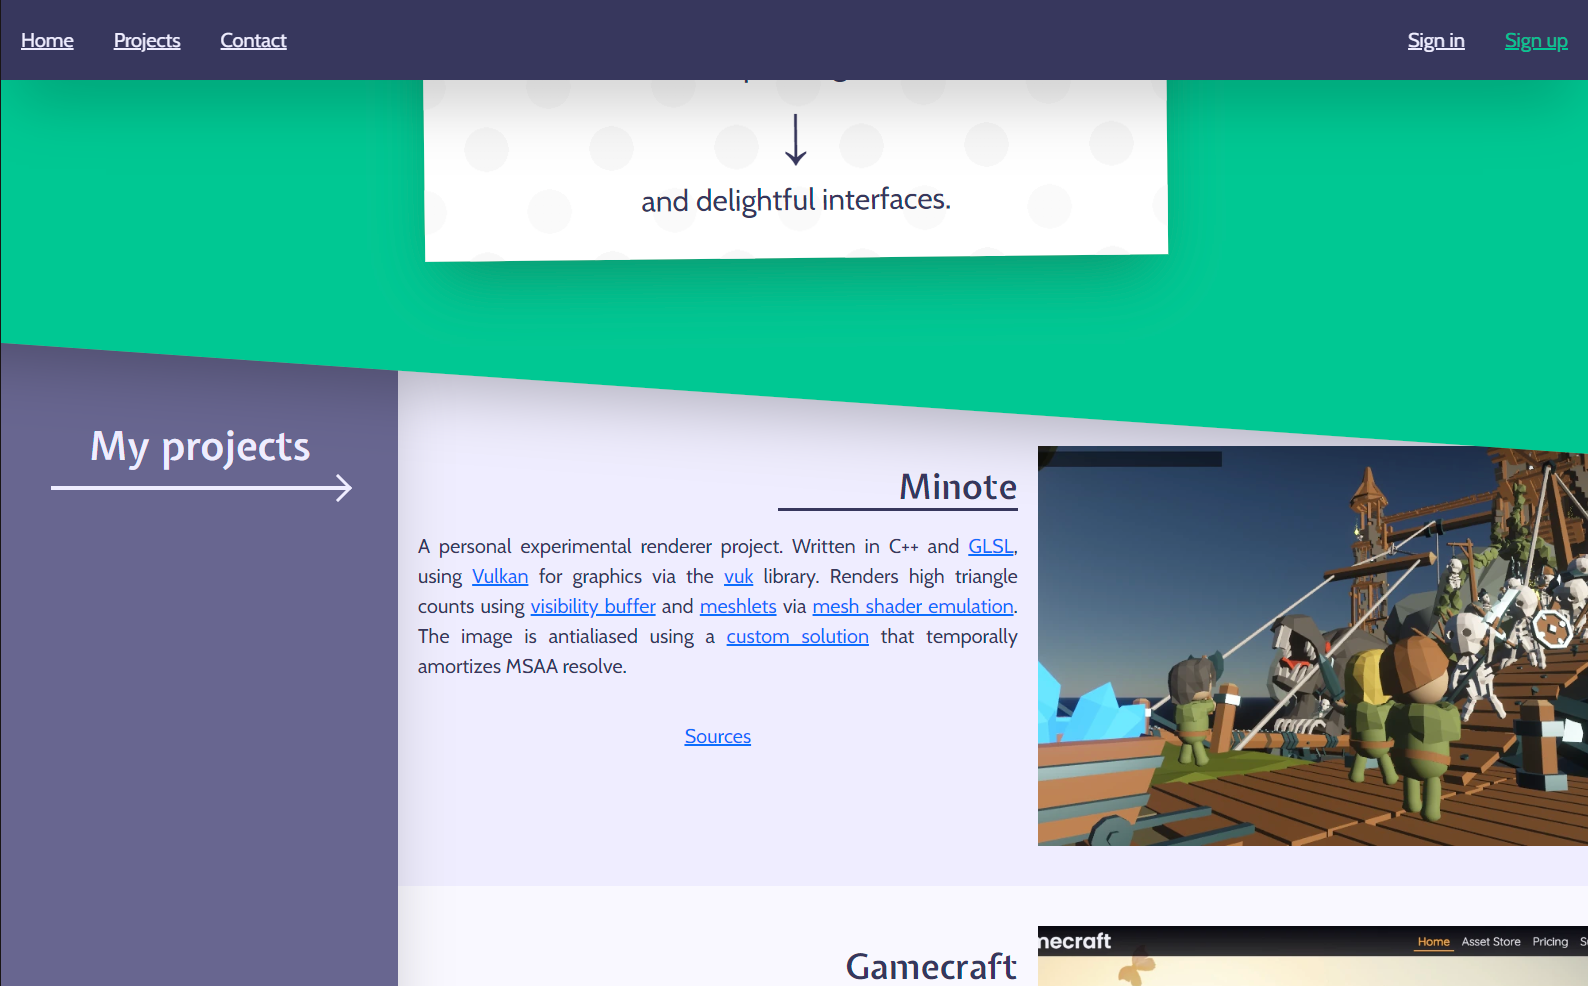 Home Projects Contact Sign in Sign up
and delightful interfaces.
My projects
Minote
A personal experimental renderer project. Written in C++ and GLSL,
using Vulkan for graphics via the vuk library. Renders high triangle
counts using visibility buffer and meshlets via mesh shader emulation.
The image is antialiased using a custom solution that temporally
amortizes MSAA resolve.
Sources
Gamecraft
Home Asset Store Pricing